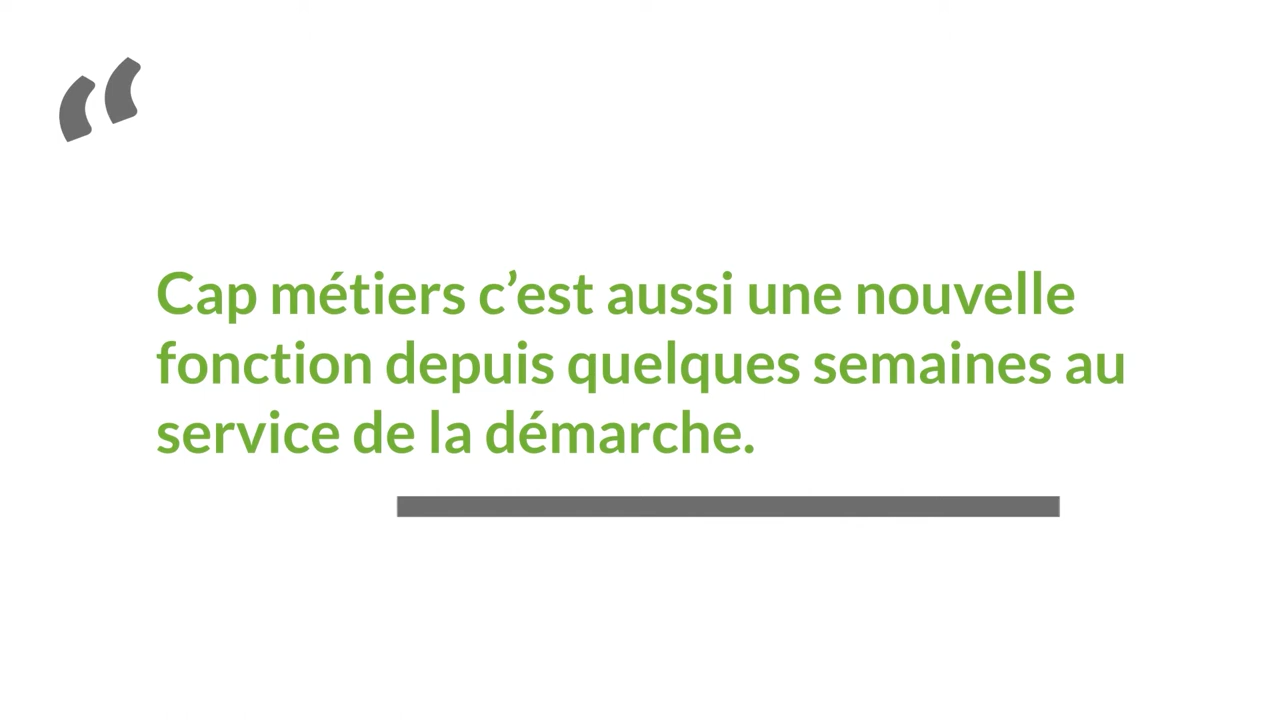 “
Cap métiers c’est aussi une nouvelle
fonction depuis quelques semaines au
service de la démarche.